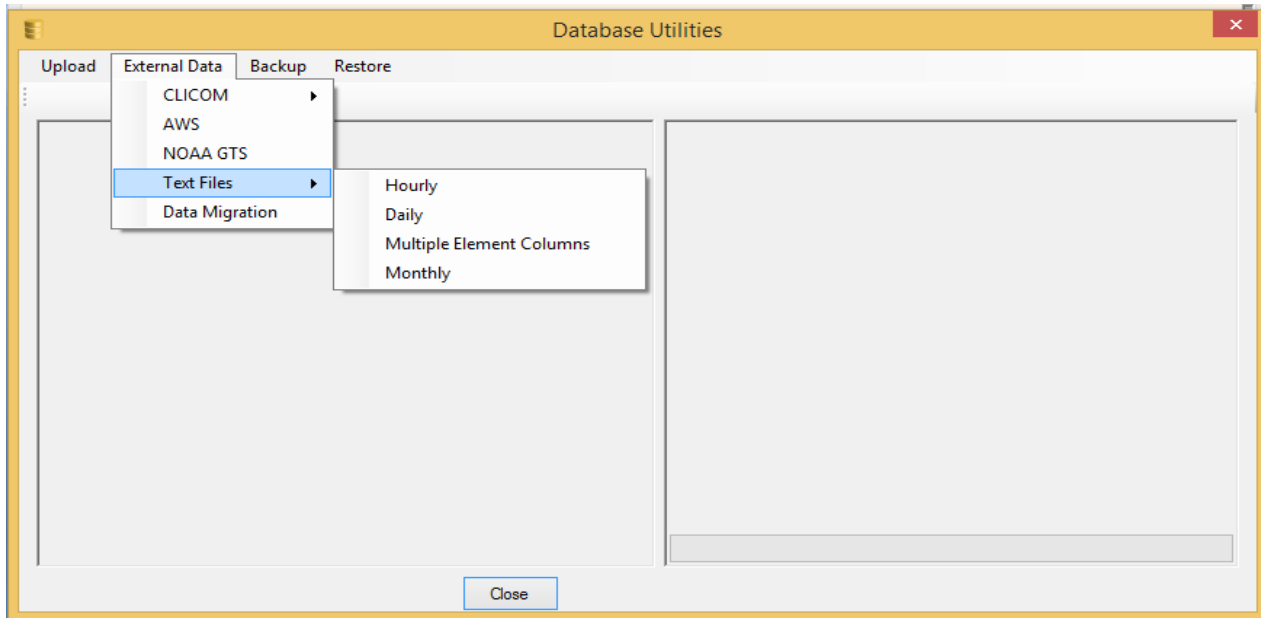 Database Utilities
Upload External Data Backup Restore
CLICOM
AWS
NOAA GTS
Text Files
Data Migration
Hourly
Daily
Multiple Element Columns
Monthly
Close